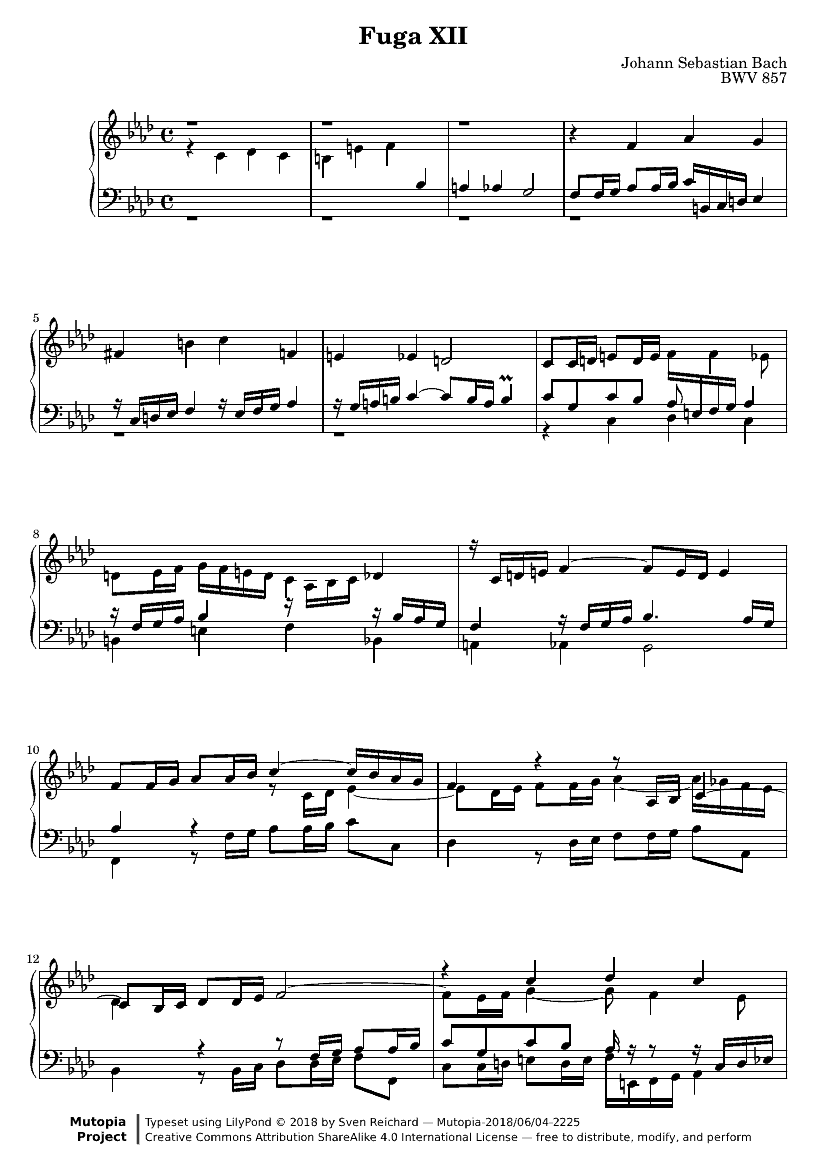 Fuga XII
Johann Sebastian Bach
BWV 857
5
8
10
12
Mutopia Project
Typeset using LilyPond © 2018 by Sven Reichard — Mutopia-2018/06/04-2225
Creative Commons Attribution ShareAlike 4.0 International License — free to distribute, modify, and perform